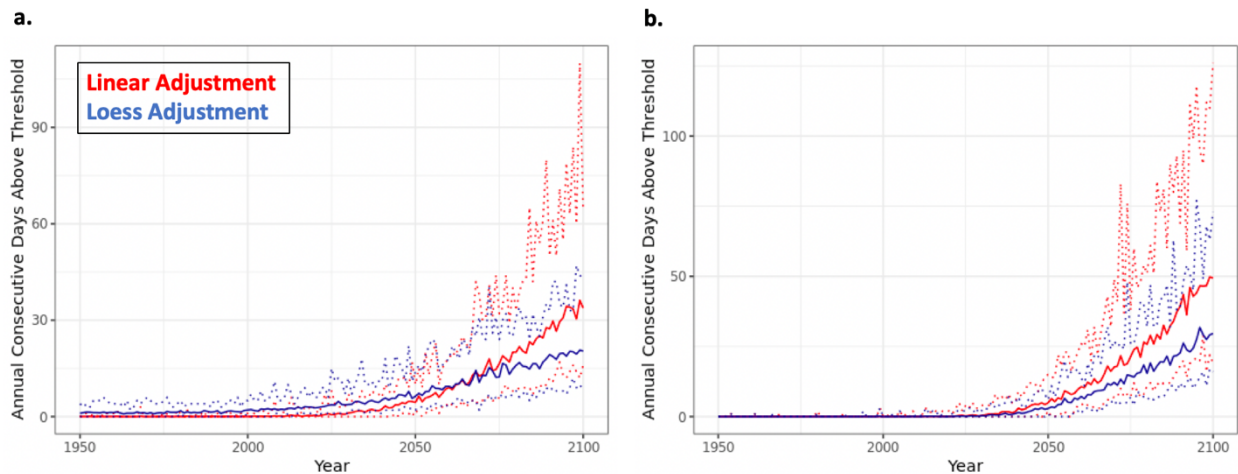 a.
Annual Consecutive Days Above Threshold
Linear Adjustment
Loess Adjustment
90
60
30
0
1950
2000
2050
2100
Year
b.
Annual Consecutive Days Above Threshold
100
50
0
1950
2000
2050
2100
Year